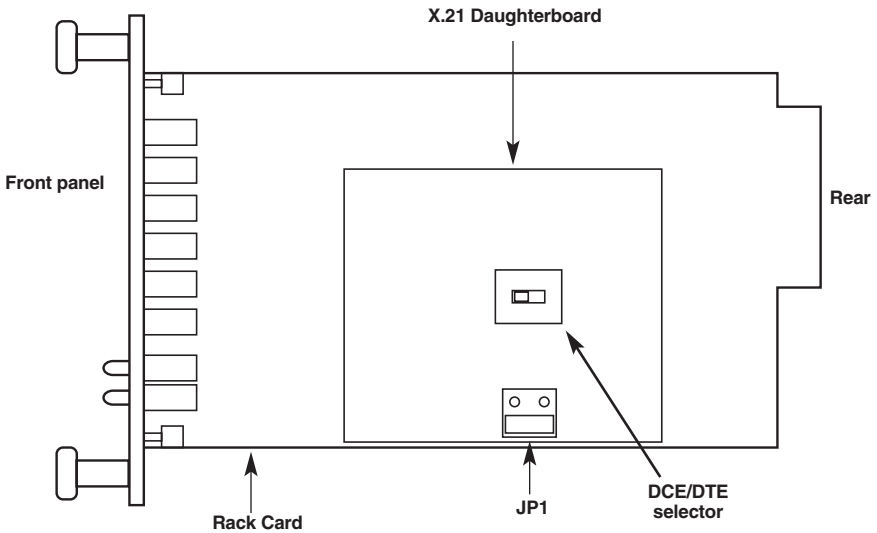 X.21 Daughterboard
Front panel
Rear
DCE/DTE
selector
JP1
Rack Card